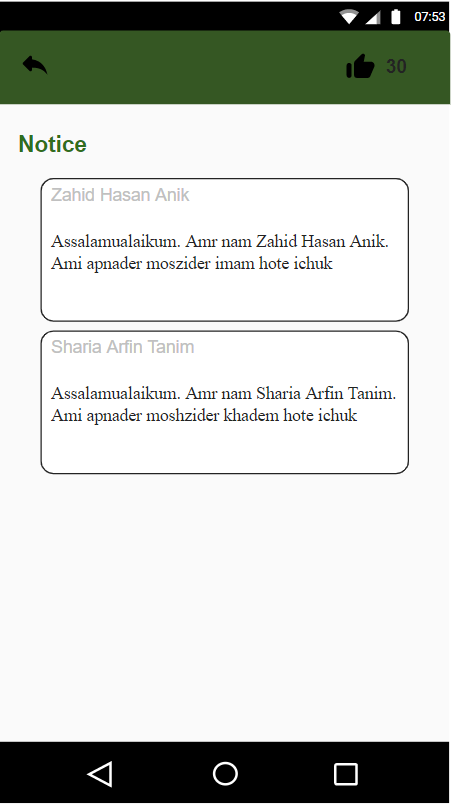 07:53
30
Notice
Zahid Hasan Anik
Assalamualaikum. Amr nam Zahid Hasan Anik.
Ami apnader moszider imam hote ichuk
Sharia Arfin Tanim
Assalamualaikum. Amr nam Sharia Arfin Tanim.
Ami apnader moshzider khadem hote ichuk